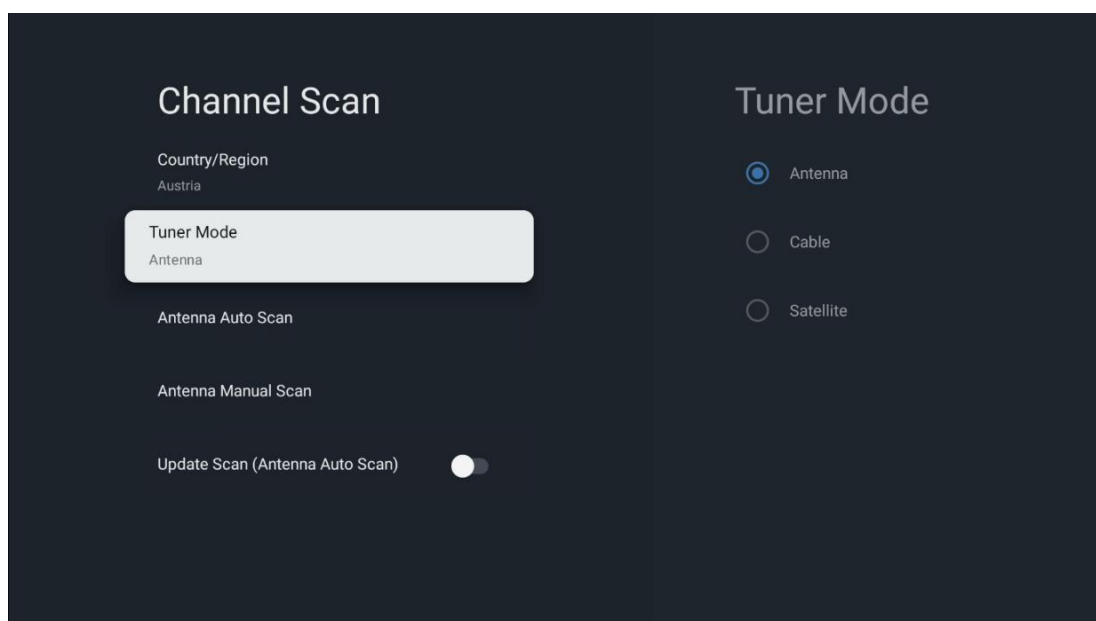 Channel Scan
Country/Region
Austria
Tuner Mode
Antenna
Antenna Auto Scan
Antenna Manual Scan
Update Scan (Antenna Auto Scan)
Tuner Mode
Antenna
Cable
Satellite